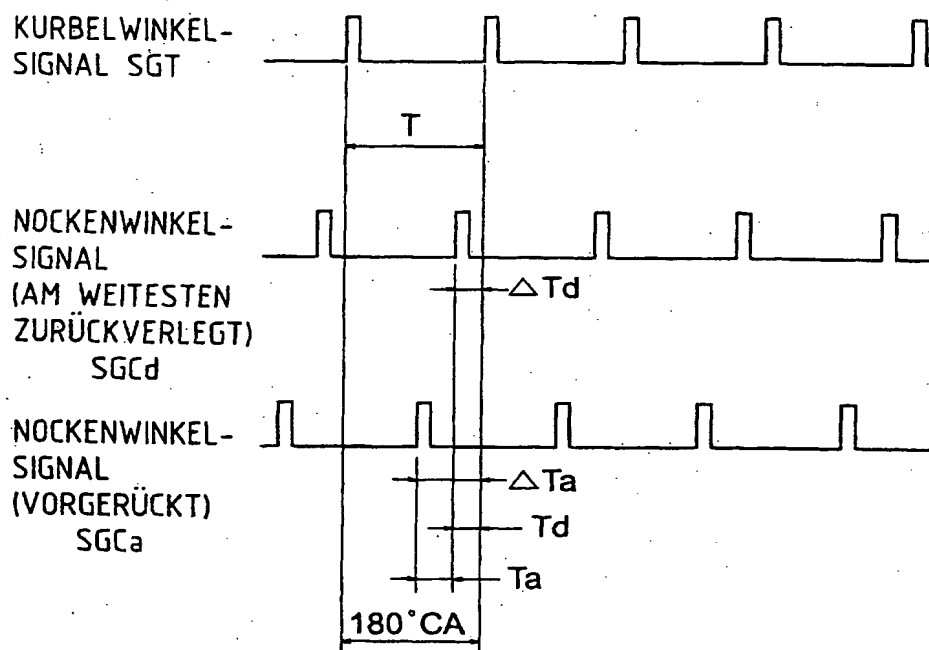 KURBELWINKEL-
SIGNAL SGT
T
NOCKENWINKEL-
SIGNAL
(AM WEITESTEN
ZURÜCKVERLEGT)
SGCd
△Td
NOCKENWINKEL-
SIGNAL
(VORGERÜCKT)
SGCa
△Ta
Td
Ta
180°CA